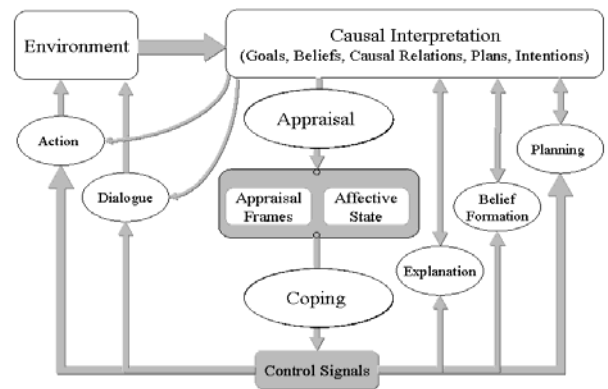 Environment
Causal Interpretation
(Goals, Beliefs, Causal Relations, Plans, Intentions)
Appraisal
Action
Planning
Dialogue
Appraisal
Frames
Affective
State
Belief
Formation
Explanation
Coping
Control Signals